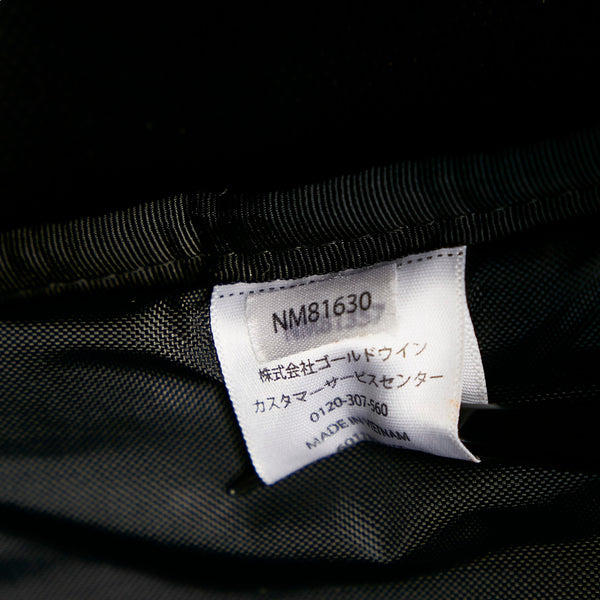 NM81630
株式会社ゴールドウイン
カスタマーサービスセンター
0120-307-560
MADE IN VIETNAM